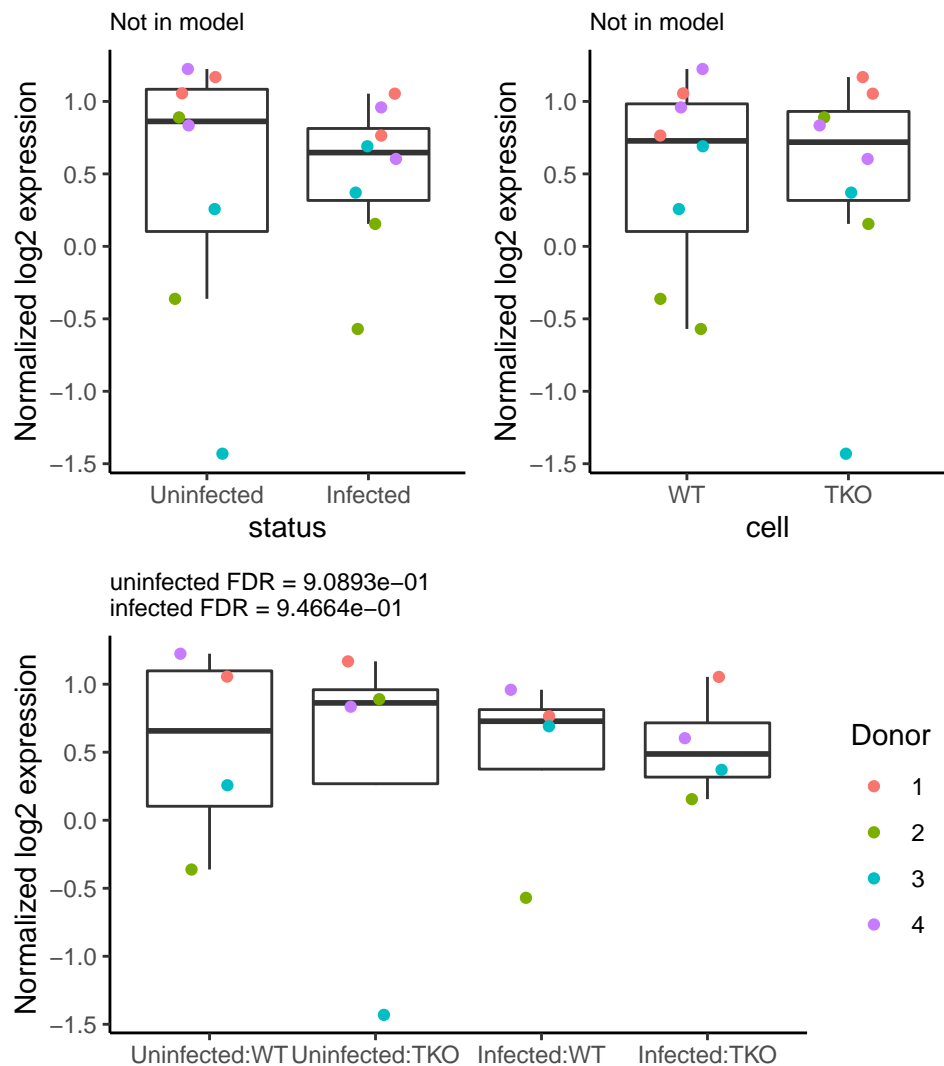 Not in model
Normalized log2 expression
1.0
0.5
0.0
−0.5
−1.0
−1.5
Uninfected Infected
status
Not in model
Normalized log2 expression
1.0
0.5
0.0
−0.5
−1.0
−1.5
WT TKO
cell
uninfected FDR = 9.0893e−01
infected FDR = 9.4664e−01
Normalized log2 expression
1.0
0.5
0.0
−0.5
−1.0
−1.5
Uninfected:WT Uninfected:TKO Infected:WT Infected:TKO
Donor
1
2
3
4